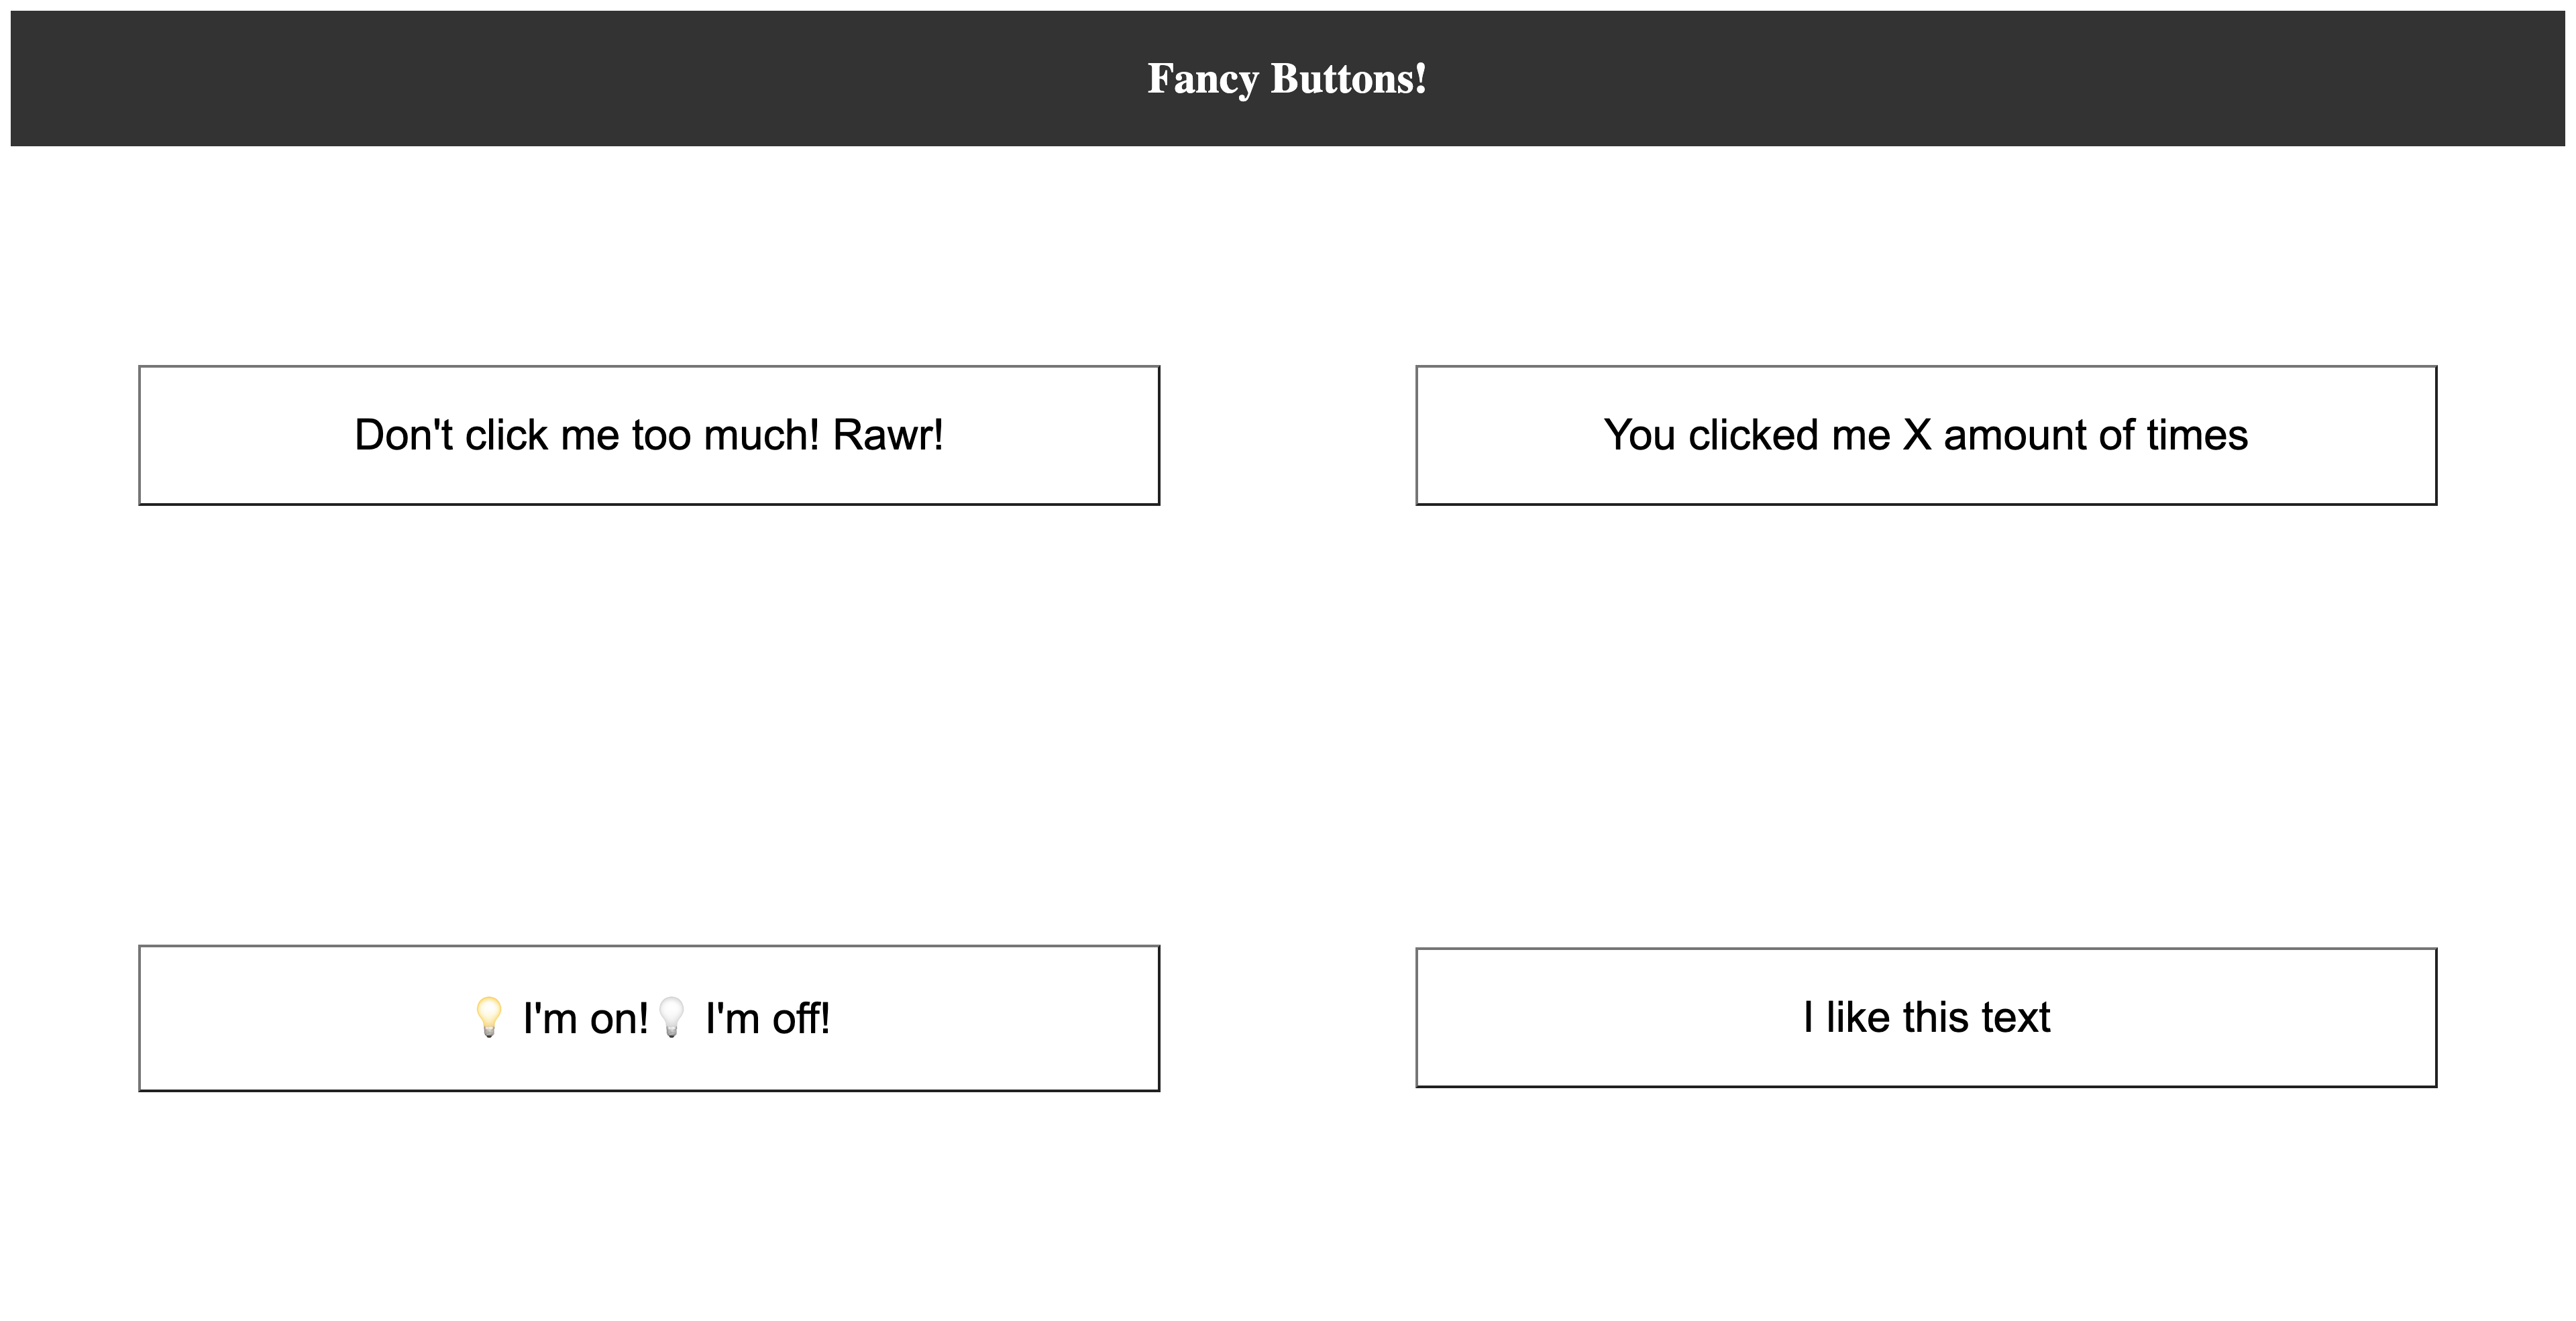 Fancy Buttons!
Don't click me too much! Rawr!
You clicked me X amount of times
💡 I'm on!💡 I'm off!
I like this text